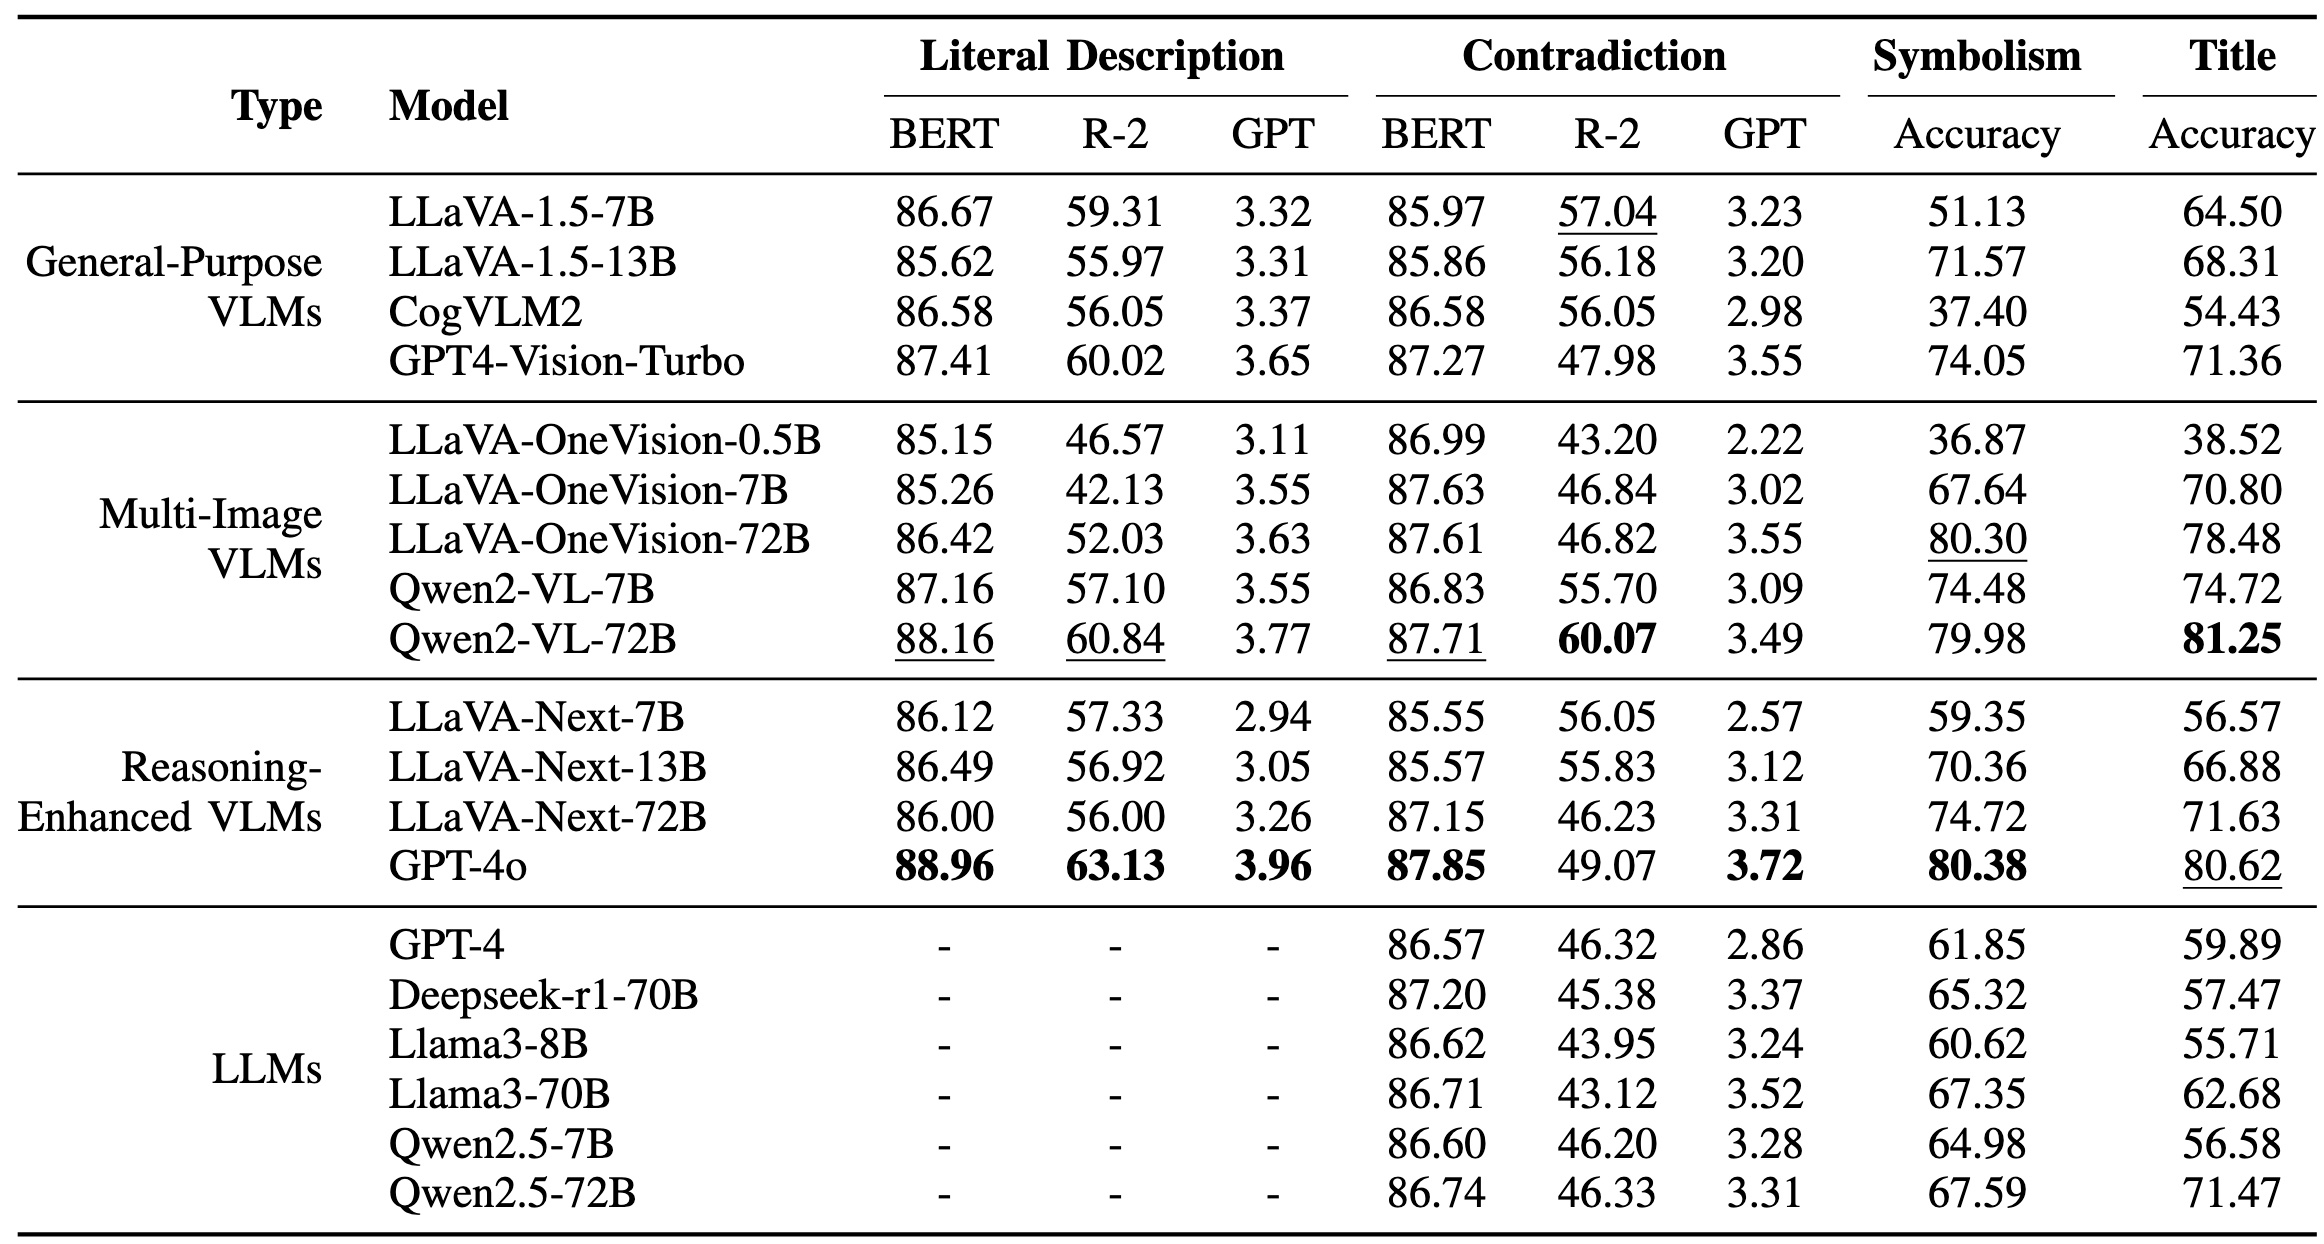 Type Model Literal Description Contradiction Symbolism Title
BERT R-2 GPT BERT R-2 GPT Accuracy Accuracy
General-Purpose VLMs
LLaVA-1.5-7B 86.67 59.31 3.32 85.97 57.04 3.23 51.13 64.50
LLaVA-1.5-13B 85.62 55.97 3.31 85.86 56.18 3.20 71.57 68.31
CogVLM2 86.58 56.05 3.37 86.58 56.05 2.98 37.40 54.43
GPT4-Vision-Turbo 87.41 60.02 3.65 87.27 47.98 3.55 74.05 71.36
Multi-Image VLMs
LLaVA-OneVision-0.5B 85.15 46.57 3.11 86.99 43.20 2.22 36.87 38.52
LLaVA-OneVision-7B 85.26 42.13 3.55 87.63 46.84 3.02 67.64 70.80
LLaVA-OneVision-72B 86.42 52.03 3.63 87.61 46.82 3.55 80.30 78.48
Qwen2-VL-7B 87.16 57.10 3.55 86.83 55.70 3.09 74.48 74.72
Qwen2-VL-72B 88.16 60.84 3.77 87.71 60.07 3.49 79.98 81.25
Reasoning-Enhanced VLMs
LLaVA-Next-7B 86.12 57.33 2.94 85.55 56.05 2.57 59.35 56.57
LLaVA-Next-13B 86.49 56.92 3.05 85.57 55.83 3.12 70.36 66.88
LLaVA-Next-72B 86.00 56.00 3.26 87.15 46.23 3.31 74.72 71.63
GPT-4o 88.96 63.13 3.96 87.85 49.07 3.72 80.38 80.62
LLMs
GPT-4 - - - 86.57 46.32 2.86 61.85 59.89
Deepseek-r1-70B - - - 87.20 45.38 3.37 65.32 57.47
Llama3-8B - - - 86.62 43.95 3.24 60.62 55.71
Llama3-70B - - - 86.71 43.12 3.52 67.35 62.68
Qwen2.5-7B - - - 86.60 46.20 3.28 64.98 56.58
Qwen2.5-72B - - - 86.74 46.33 3.31 67.59 71.47